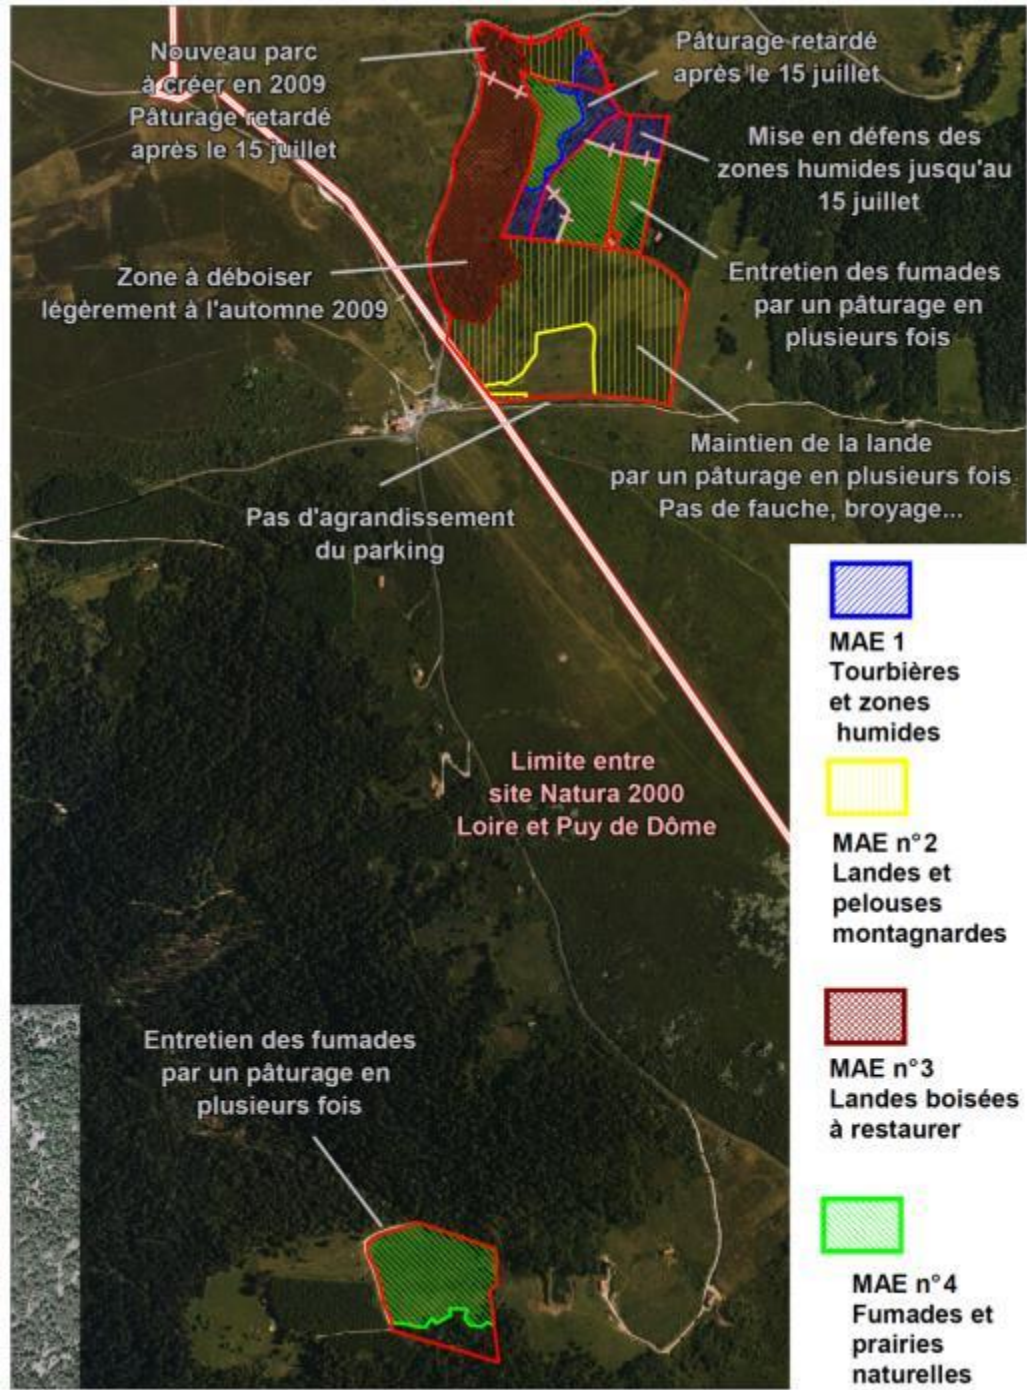 Nouveau parc
à créer en 2009
Pâturage retardé
après le 15 juillet
Pâturage retardé
après le 15 juillet
Mise en défens des
zones humides jusqu'au
15 juillet
Zone à déboiser
légèrement à l'automne 2009
Entretien des fumades
par un pâturage en
plusieurs fois
Maintien de la lande
par un pâturage en plusieurs fois
Pas de fauche, broyage...
Pas d'agrandissement
du parking
Limite entre
site Natura 2000
Loire et Puy de Dôme
Entretien des fumades
par un pâturage en
plusieurs fois
MAE 1
Tourbières
et zones
humides
MAE n°2
Landes et
pelouses
montagnardes
MAE n°3
Landes boisées
à restaurer
MAE n°4
Fumades et
prairies
naturelles